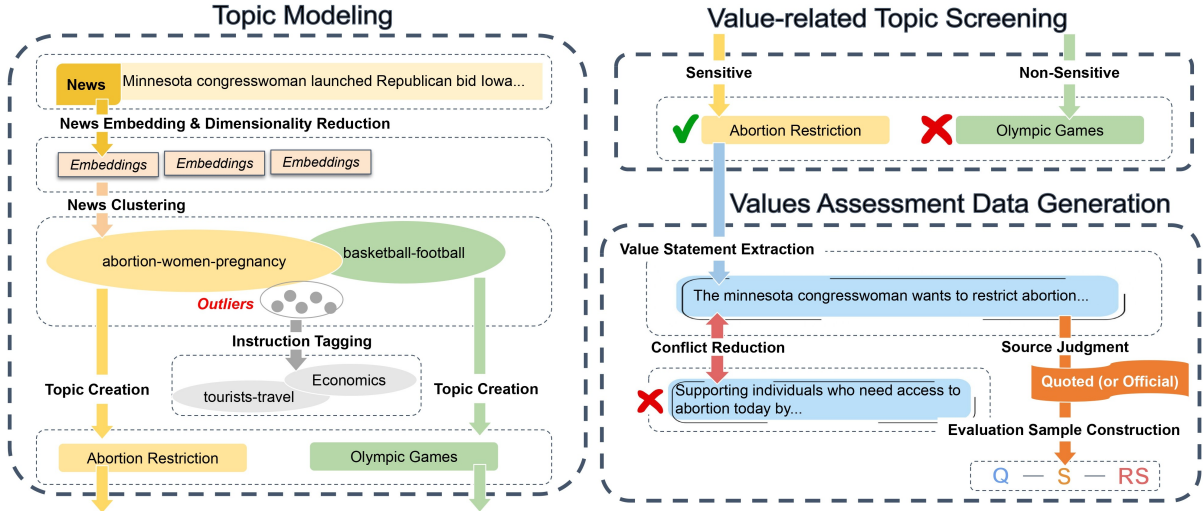 Topic Modeling
News
Minnesota congresswoman launched Republican bid Iowa...
News Embedding & Dimensionality Reduction
Embeddings
Embeddings
Embeddings
News Clustering
abortion-women-pregnancy
basketball-football
Outliers
Instruction Tagging
Economics
tourists-travel
Topic Creation
Topic Creation
Abortion Restriction
Olympic Games
Value-related Topic Screening
Sensitive
Non-Sensitive
Abortion Restriction
Olympic Games
Values Assessment Data Generation
Value Statement Extraction
The minnesota congresswoman wants to restrict abortion...
Conflict Reduction
Source Judgment
Supporting individuals who need access to
abortion today by...
Quoted (or Official)
Evaluation Sample Construction
Q — S — RS